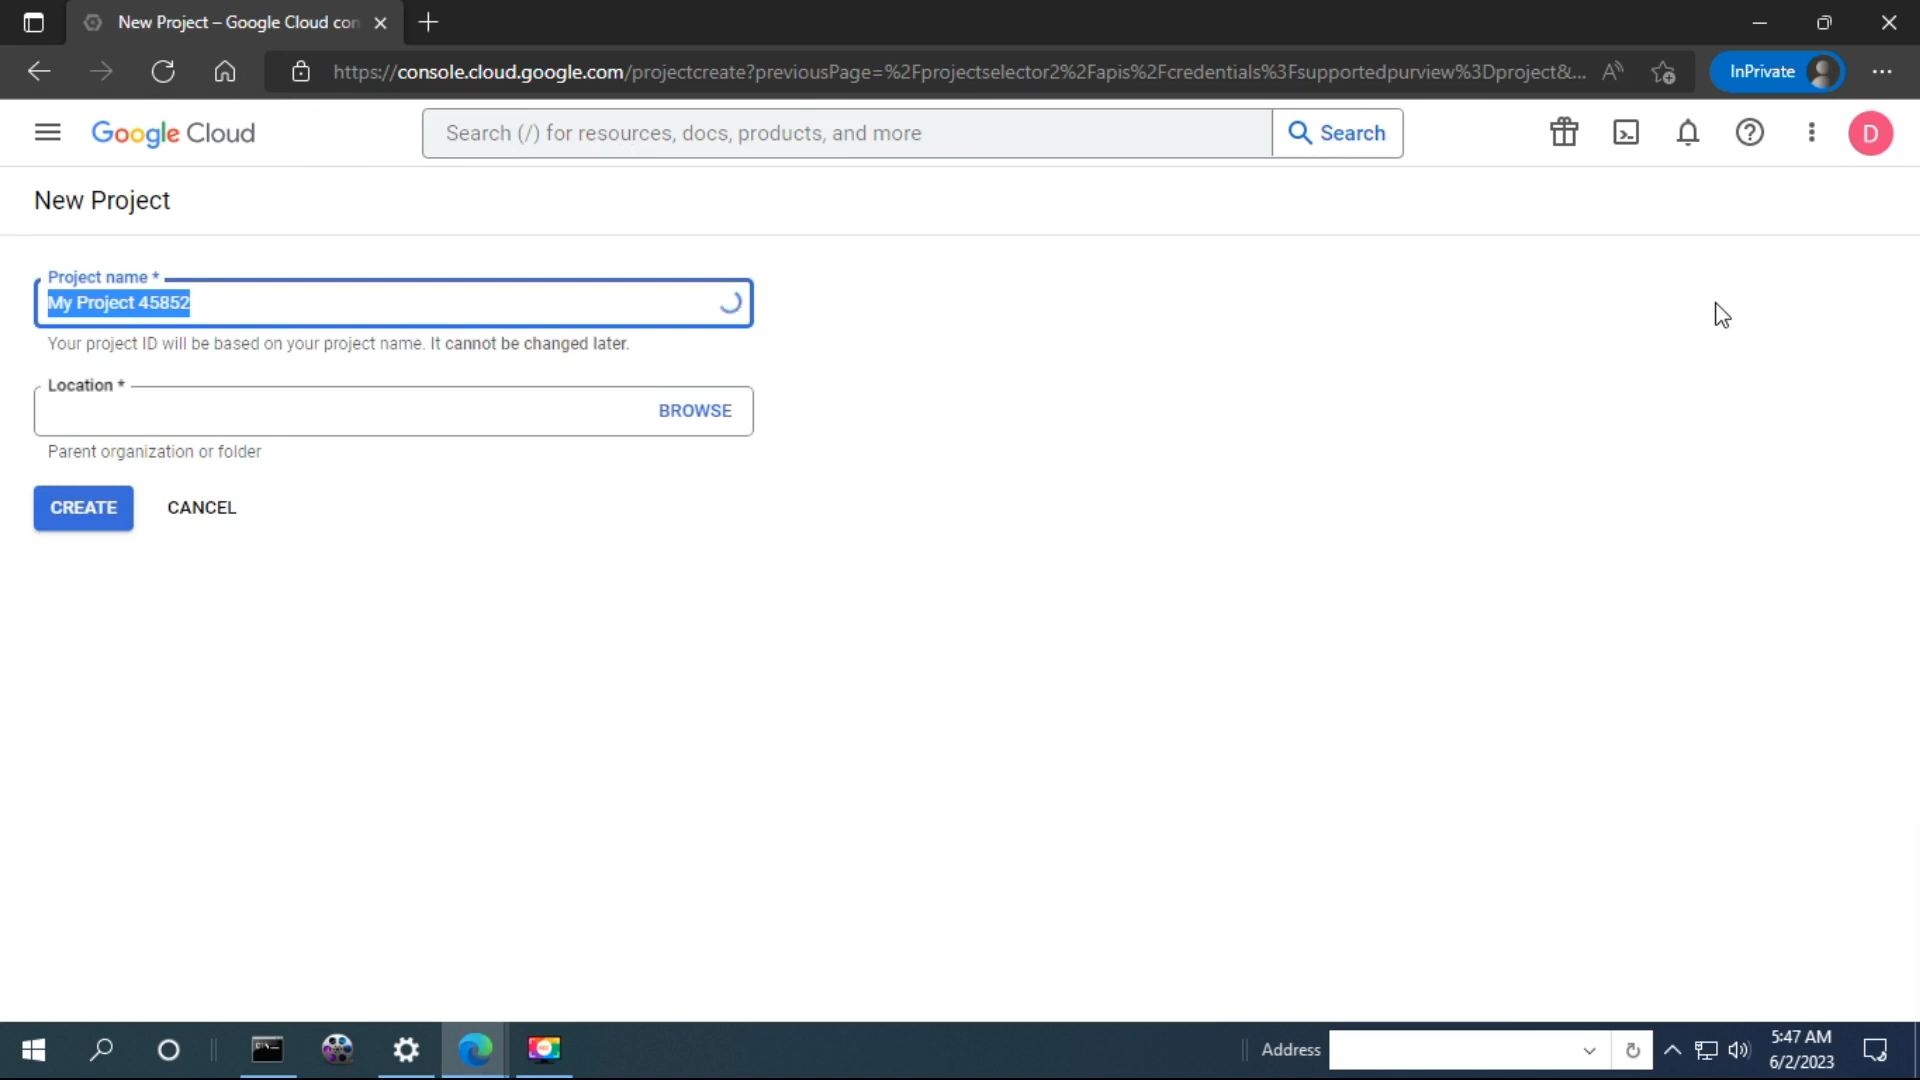 New Project – Google Cloud con
https://console.cloud.google.com/projectcreate?previousPage=%2Fprojectselector2%2Fapis%2Fcredentials%3Fsupportedpurview%3Dproject&...
InPrivate
Google Cloud
Search (/) for resources, docs, products, and more
Search
D
New Project
Project name *
My Project 45852
Your project ID will be based on your project name. It cannot be changed later.
Location *
BROWSE
Parent organization or folder
CREATE
CANCEL
Address
5:47 AM
6/2/2023